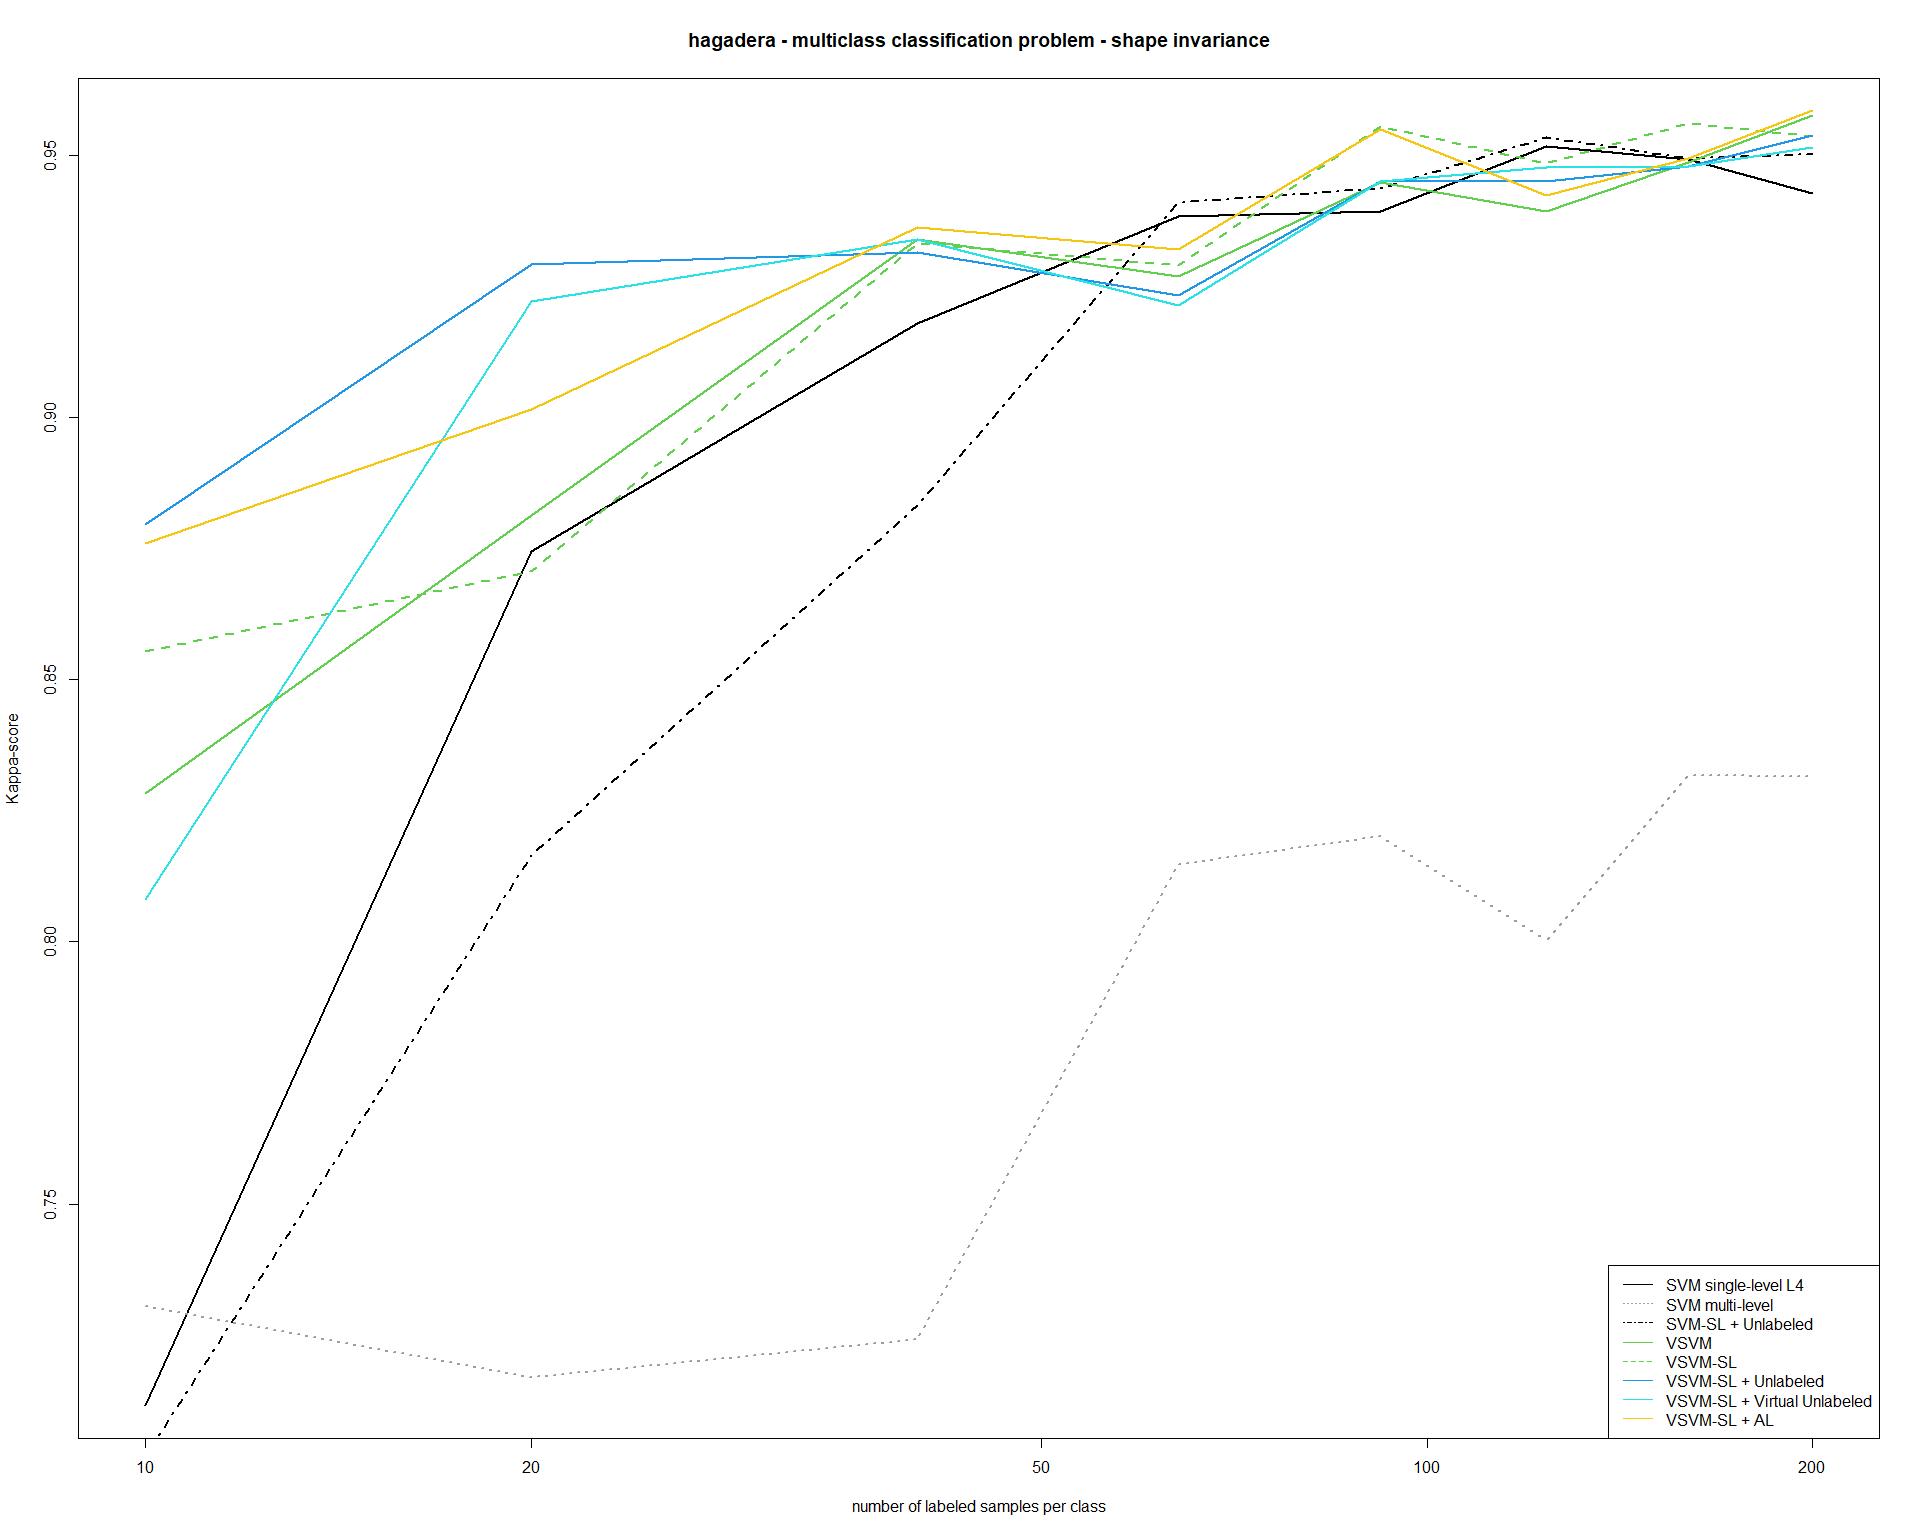 hagadera - multiclass classification problem - shape invariance
0.95
0.90
0.85
0.80
0.75
Kappa-score
10
20
50
100
200
number of labeled samples per class
SVM single-level L4
SVM multi-level
SVM-SL + Unlabeled
VSVM
VSVM-SL
VSVM-SL + Unlabeled
VSVM-SL + Virtual Unlabeled
VSVM-SL + AL